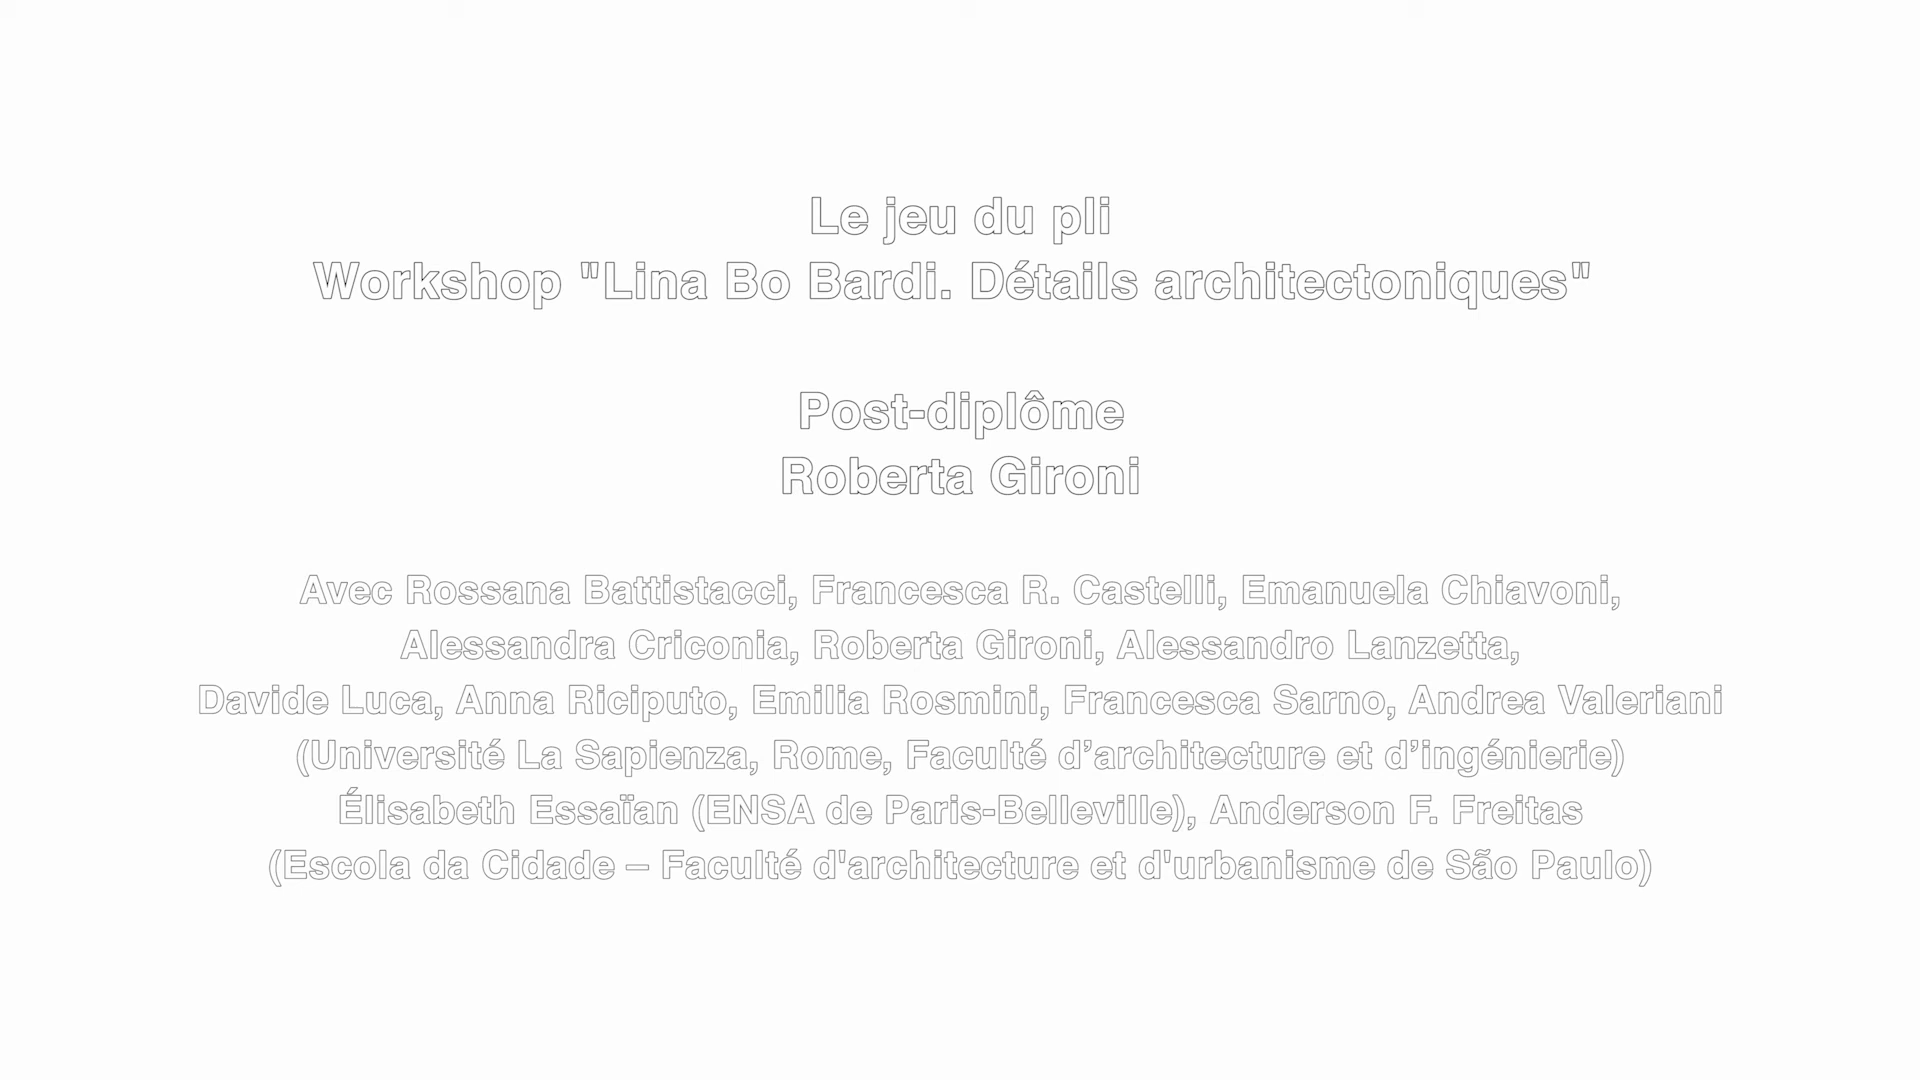 Le jeu du pli
Workshop "Lina Bo Bardi. Détails architectoniques"
Post-diplôme
Roberta Gironi
Avec Rossana Battistacci, Francesca R. Castelli, Emanuela Chiavoni,
Alessandra Criconia, Roberta Gironi, Alessandro Lanzetta,
Davide Luca, Anna Riciputo, Emilia Rosmini, Francesca Sarno, Andrea Valeriani
(Université La Sapienza, Rome, Faculté d’architecture et d’ingénierie)
Élisabeth Essaïan (ENSA de Paris-Belleville), Anderson F. Freitas
(Escola da Cidade – Faculté d'architecture et d'urbanisme de São Paulo)